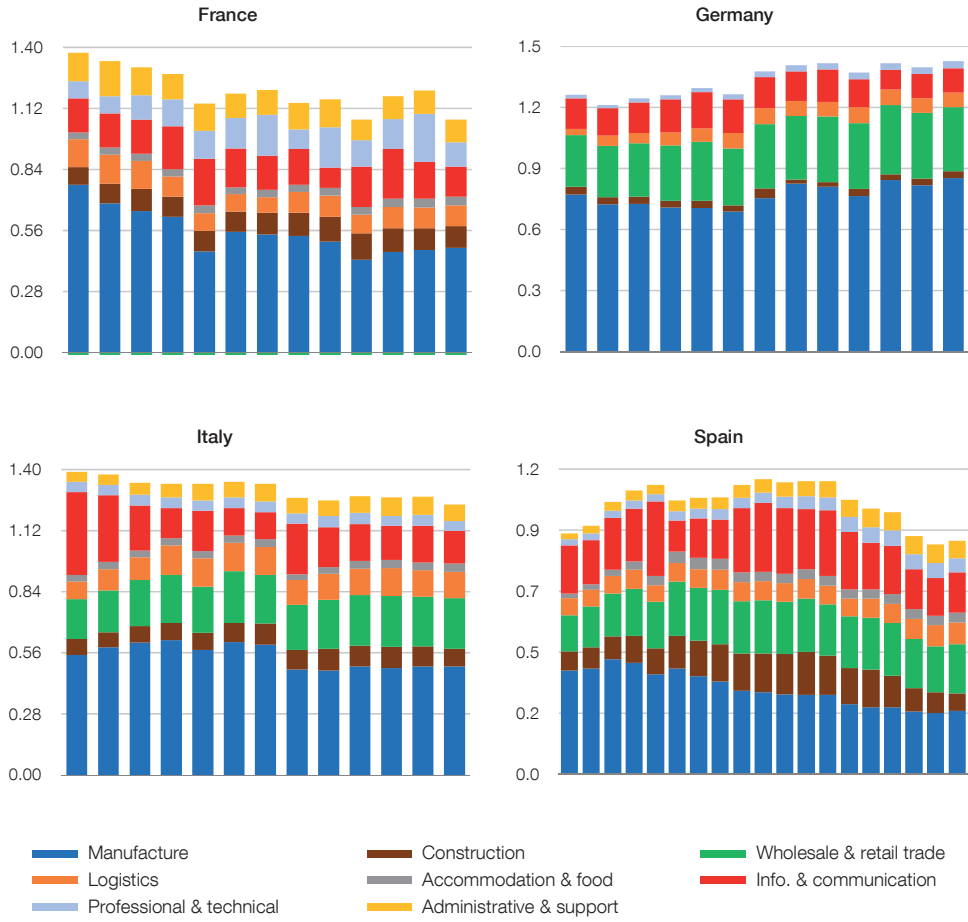 France
Germany
1.40
1.12
0.84
0.56
0.28
0.00
1.5
1.2
0.9
0.6
0.3
0.0
Italy
Spain
1.40
1.12
0.84
0.56
0.28
0.00
1.2
0.9
0.7
0.5
0.2
0.0
Manufacture
Construction
Wholesale & retail trade
Logistics
Accommodation & food
Info. & communication
Professional & technical
Administrative & support